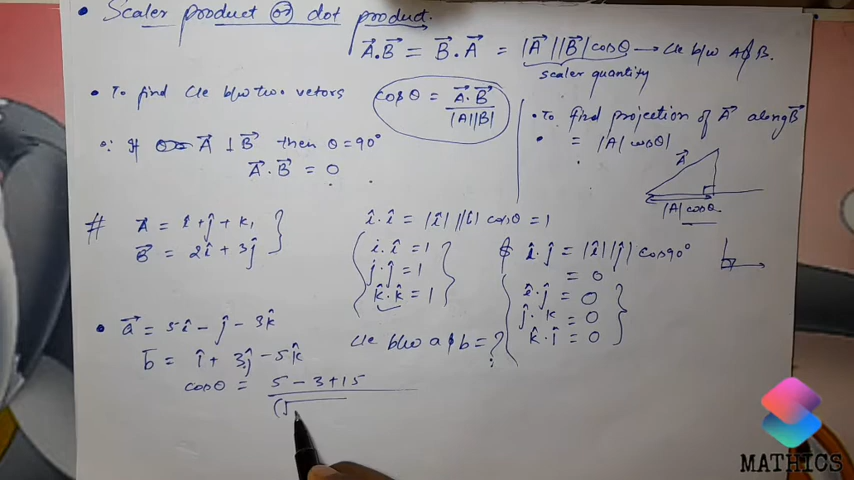 • Scaler product or dot product.
A⃗.B⃗ = B⃗.A⃗ = |A⃗||B⃗|cosθ → ∠le b/w A & B.
scaler quantity
• To find ∠le b/w two vetors cosθ = A⃗.B⃗ / |A||B|
• To find projection of A⃗ along B⃗
= |A| cosθ|
A⃗
|A|cosθ
•: If A⃗ ⊥ B⃗ then θ = 90°
A⃗.B⃗ = 0
# A⃗ = î + ĵ + k,
B⃗ = 2î + 3ĵ
î.î = |î||î| cosθ = 1
i.î = 1
j.ĵ = 1
k̂.k̂ = 1
î.ĵ = |î||ĵ| cos90°
= 0
î.ĵ = 0
ĵ.k = 0
k̂.î = 0
• a⃗ = 5î - ĵ - 3k̂
b = î + 3ĵ - 5k̂
∠le b/w a & b = ?
cosθ = 5 - 3 + 15
(√
MATHICS